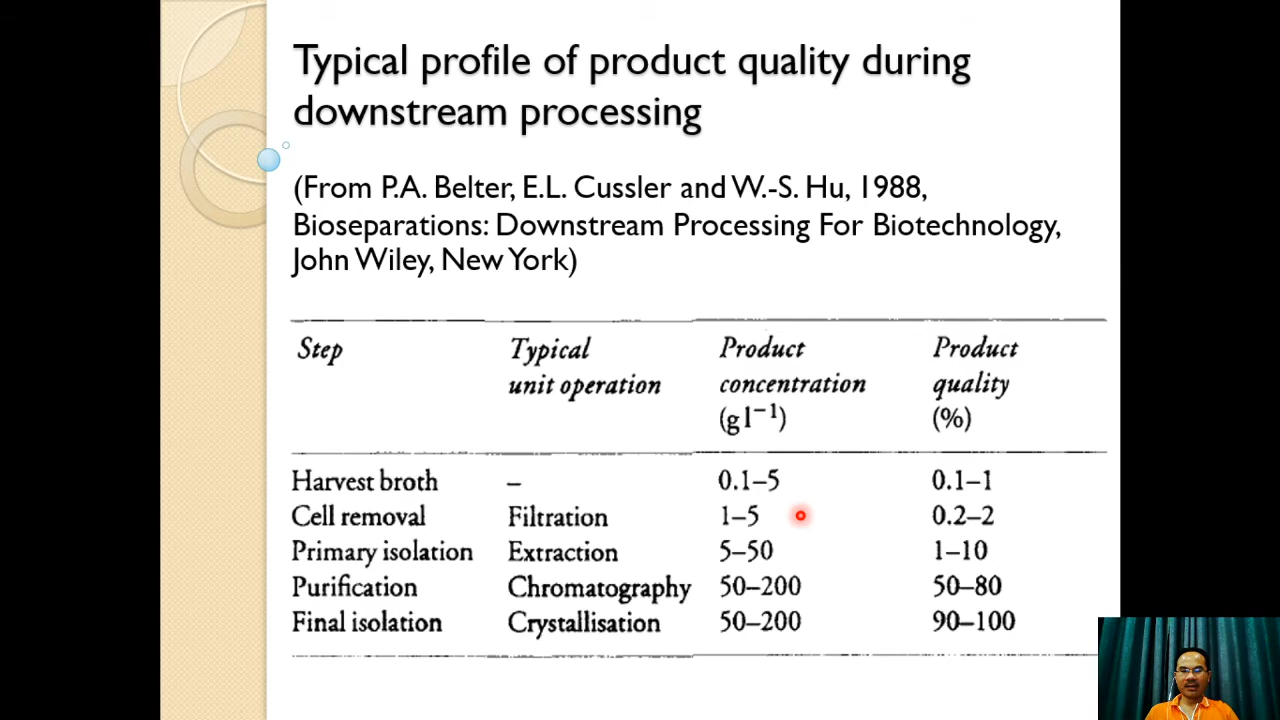 Typical profile of product quality during
downstream processing
(From P.A. Belter, E.L. Cussler and W.-S. Hu, 1988,
Bioseparations: Downstream Processing For Biotechnology,
John Wiley, New York)
Step Typical unit operation Product concentration (g l⁻¹) Product quality (%)
Harvest broth – 0.1–5 0.1–1
Cell removal Filtration 1–5 0.2–2
Primary isolation Extraction 5–50 1–10
Purification Chromatography 50–200 50–80
Final isolation Crystallisation 50–200 90–100